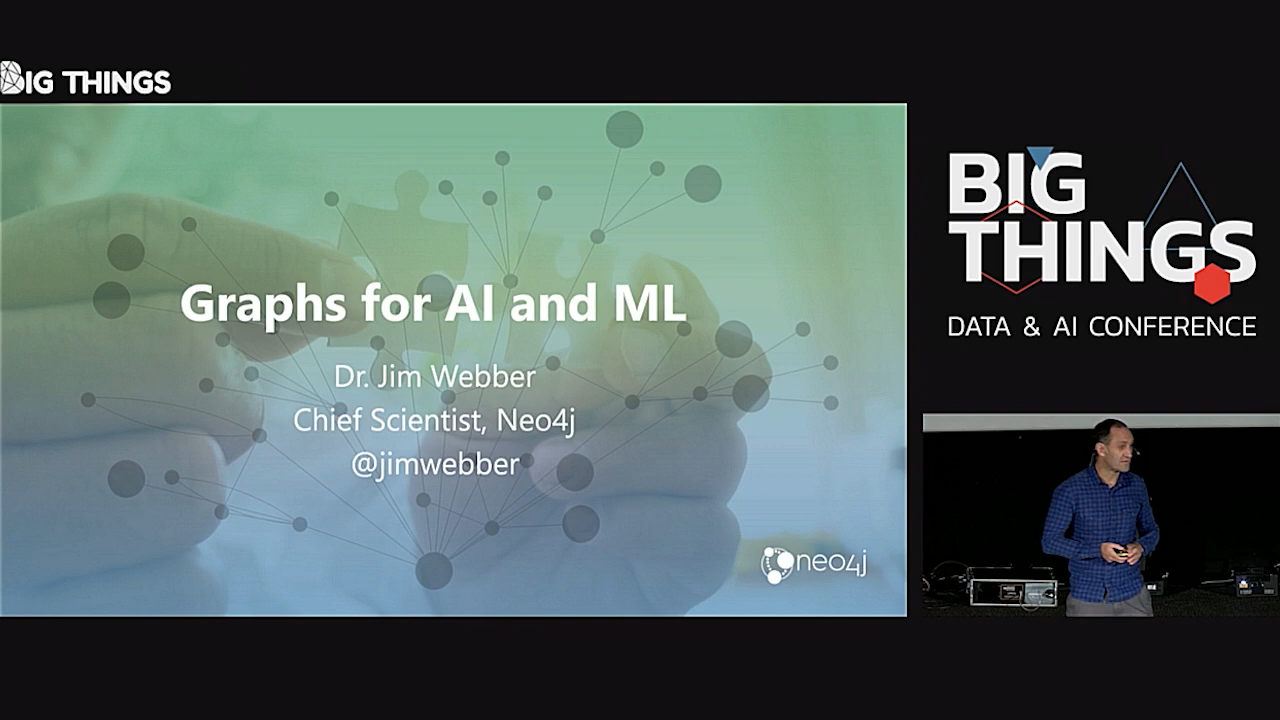 BIG THINGS
Graphs for AI and ML
Dr. Jim Webber
Chief Scientist, Neo4j
@jimwebber
neo4j
BIG
THINGS
DATA & AI CONFERENCE